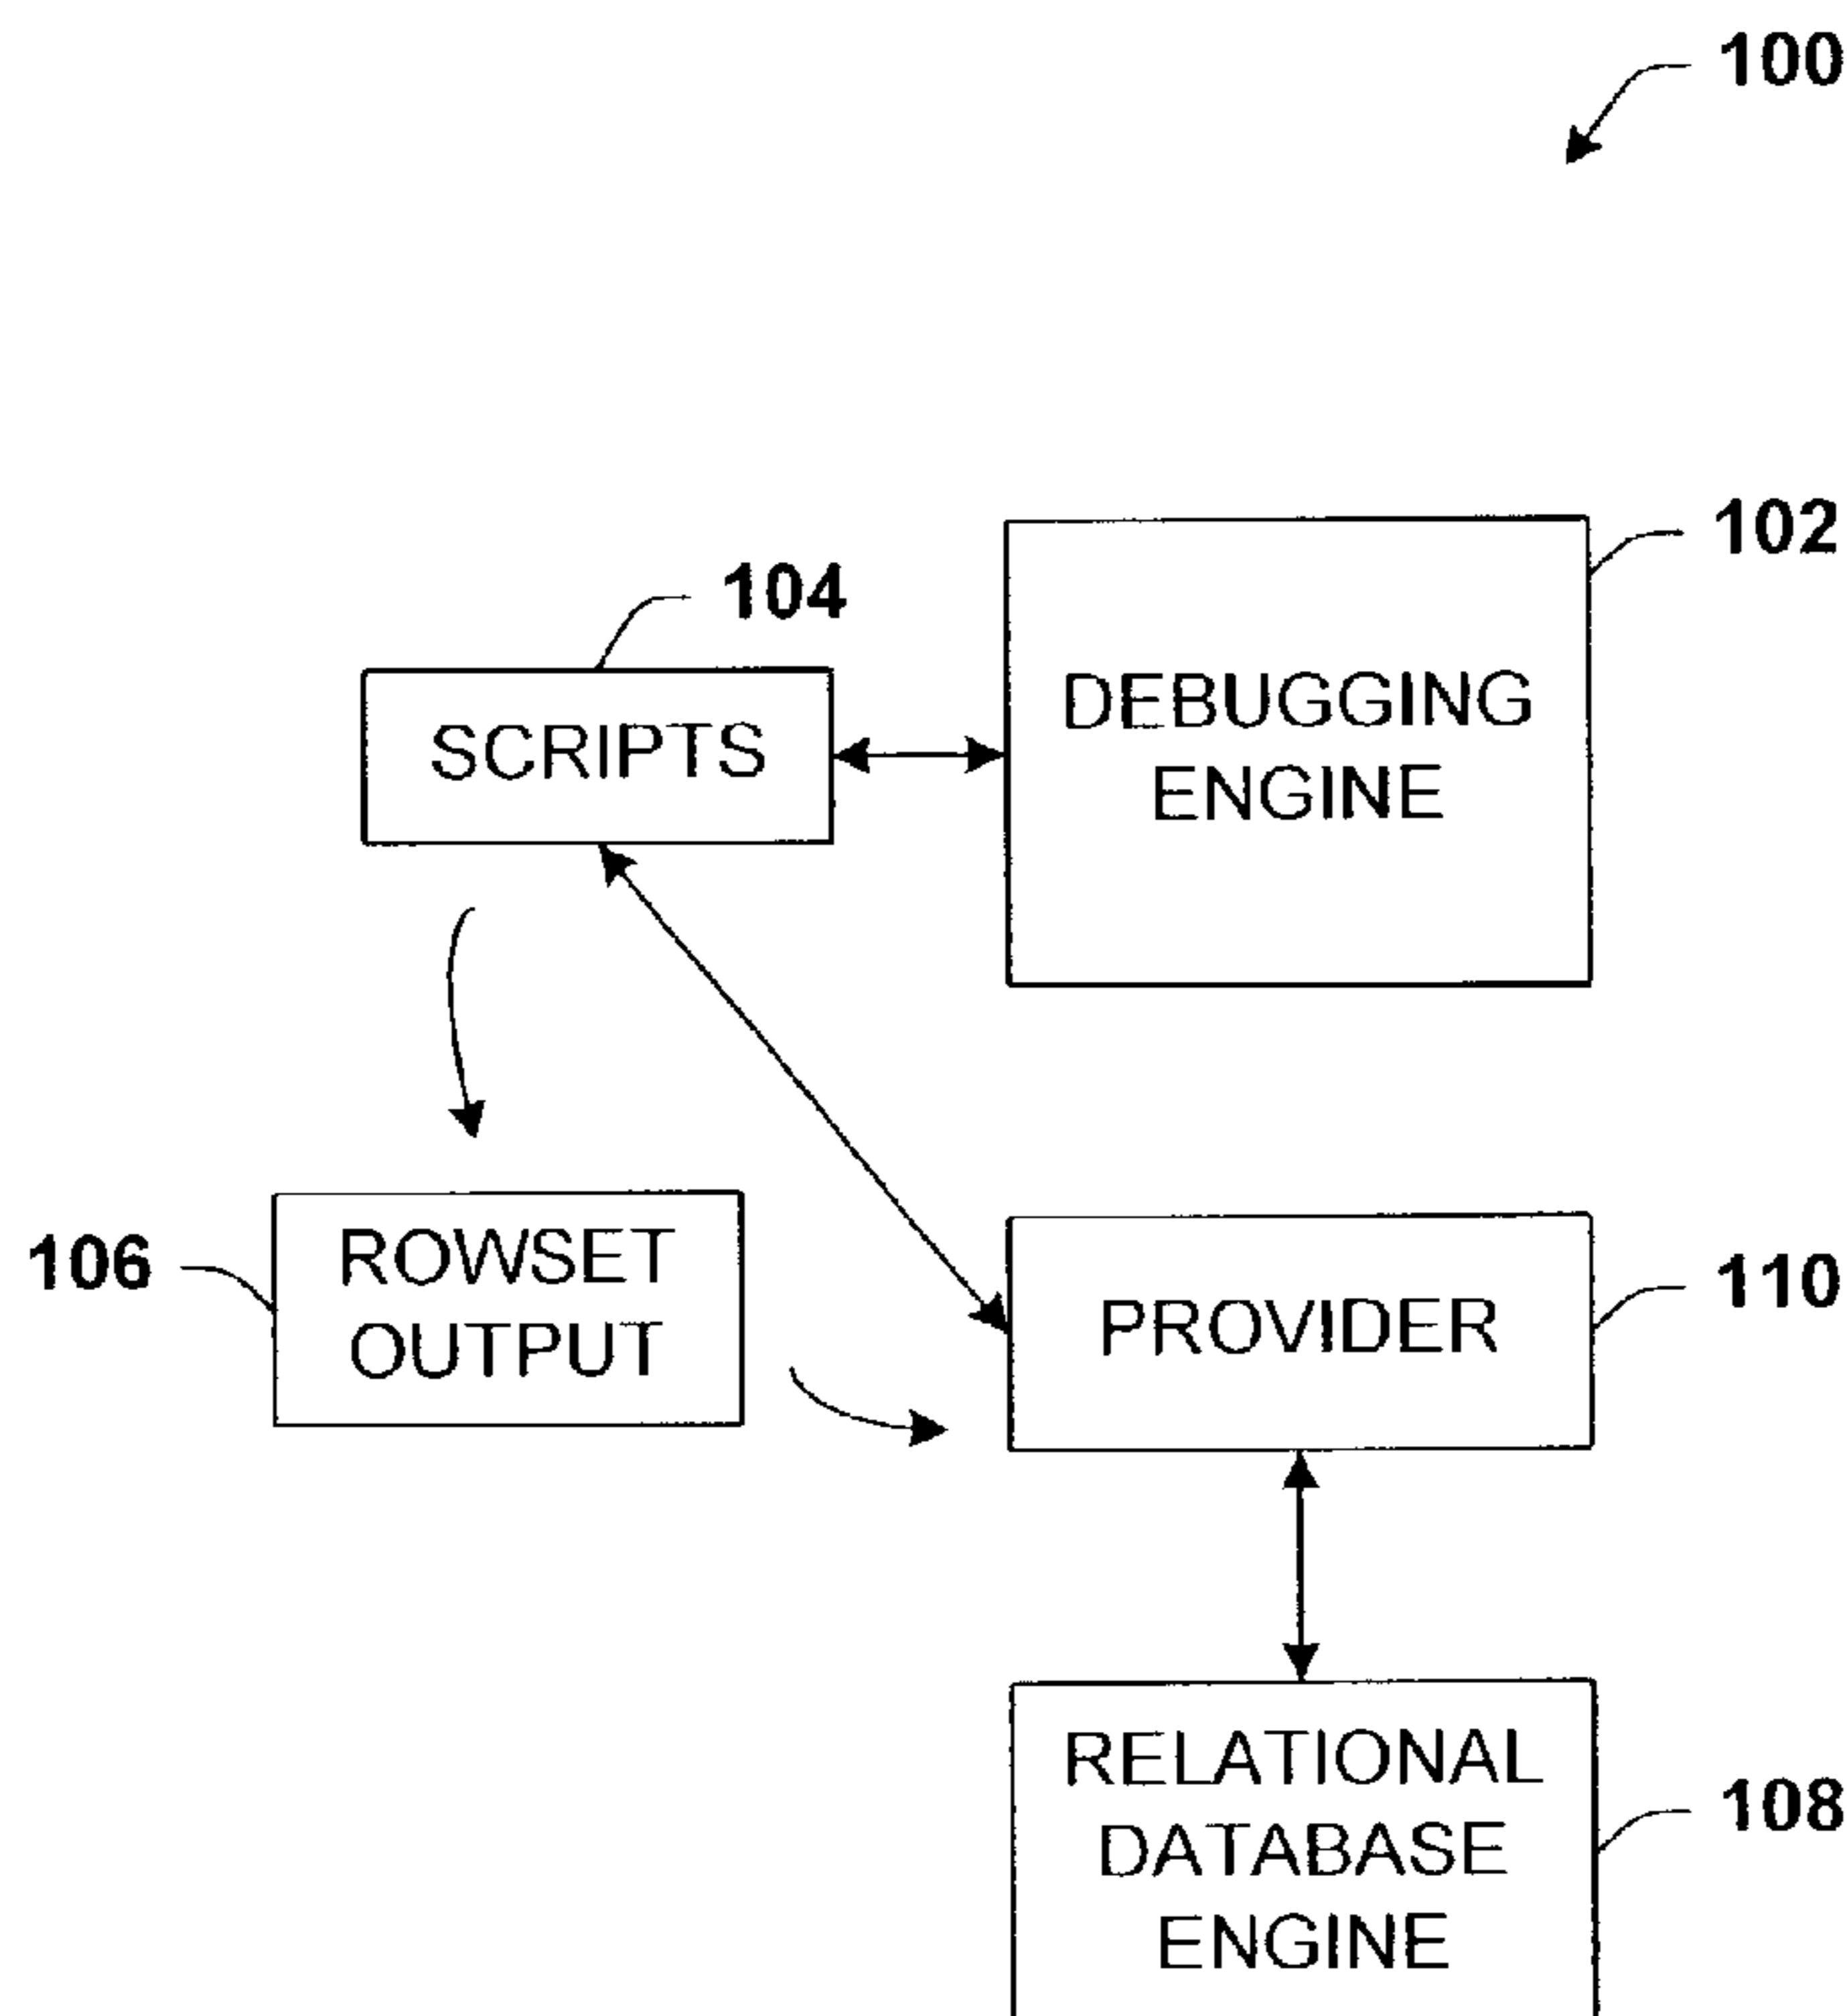 100
102
104
DEBUGGING
ENGINE
SCRIPTS
106
ROWSET
OUTPUT
110
PROVIDER
RELATIONAL
DATABASE
ENGINE
108